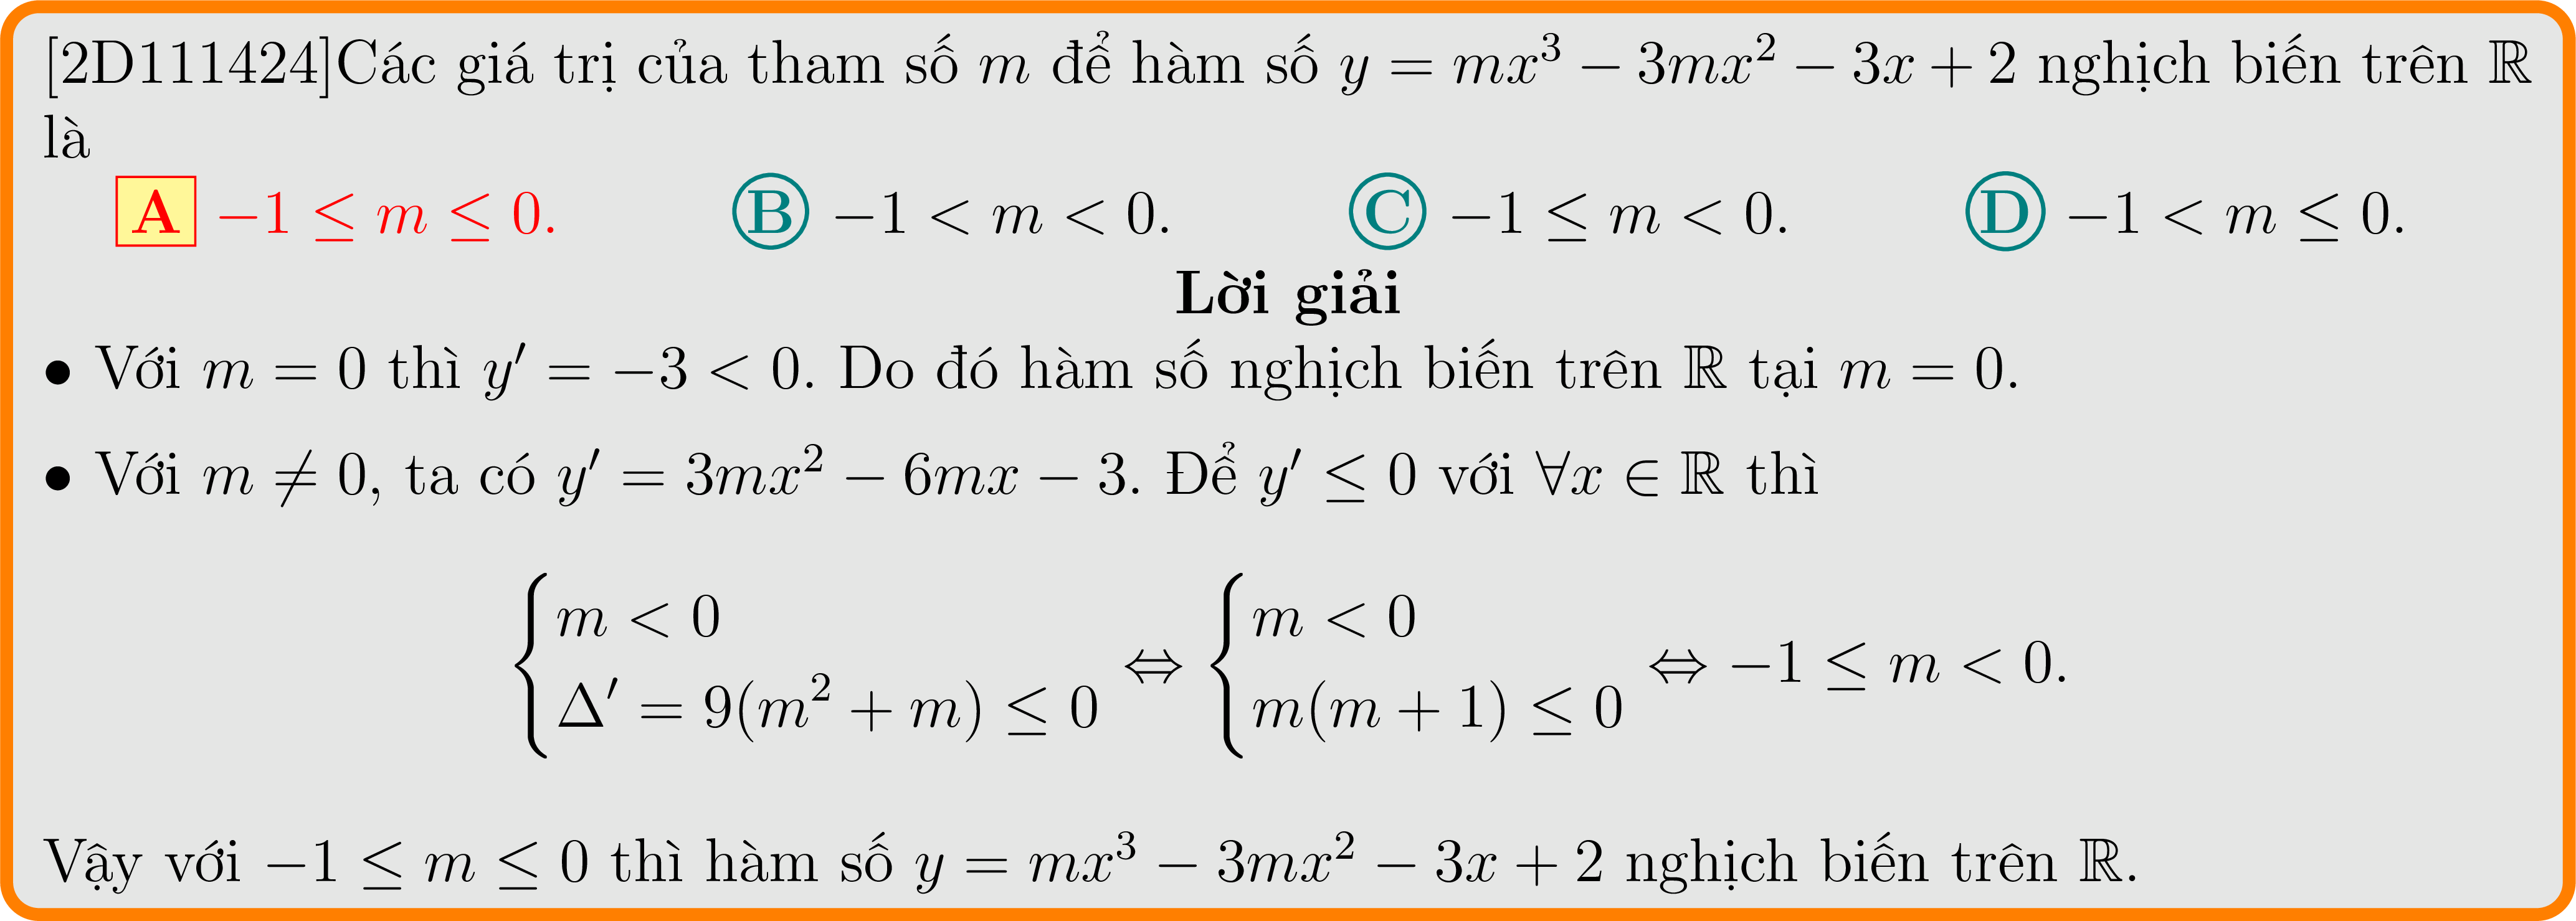 [2D111424]Các giá trị của tham số m để hàm số y = mx³ − 3mx² − 3x + 2 nghịch biến trên ℝ
là
A −1 ≤ m ≤ 0. B −1 < m < 0. C −1 ≤ m < 0. D −1 < m ≤ 0.
Lời giải
• Với m = 0 thì y′ = −3 < 0. Do đó hàm số nghịch biến trên ℝ tại m = 0.
• Với m ≠ 0, ta có y′ = 3mx² − 6mx − 3. Để y′ ≤ 0 với ∀x ∈ ℝ thì
{ m < 0 Δ′ = 9(m² + m) ≤ 0 ⇔ { m < 0 m(m + 1) ≤ 0 ⇔ −1 ≤ m < 0.
Vậy với −1 ≤ m ≤ 0 thì hàm số y = mx³ − 3mx² − 3x + 2 nghịch biến trên ℝ.